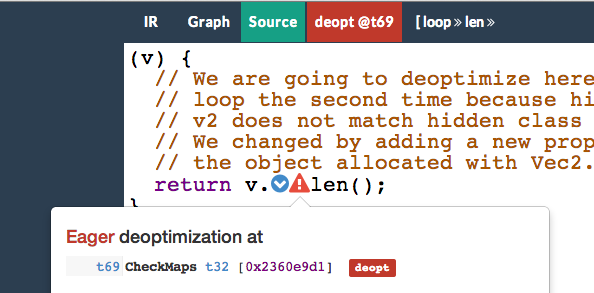 IR Graph Source deopt @t69 [ loop » len »
(v) {
// We are going to deoptimize here
// loop the second time because hi
// v2 does not match hidden class
// We changed by adding a new prop
// the object allocated with Vec2.
return v.len();
}
Eager deoptimization at
t69 CheckMaps t32 [0x2360e9d1] deopt